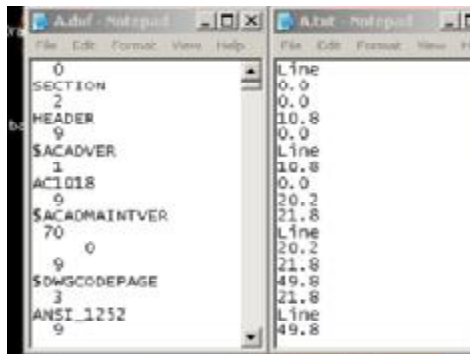 A.dxf - Notepad
File Edit Format View Help
0
SECTION
2
HEADER
9
$ACADVER
1
AC1018
9
$ACADMAINTVER
70
0
9
$DWGCODEPAGE
3
ANSI_1252
9
A.txt - Notepad
File Edit Format View H
Line
0.0
0.0
10.8
0.0
Line
10.8
0.0
20.2
21.8
Line
20.2
21.8
49.8
21.8
Line
49.8